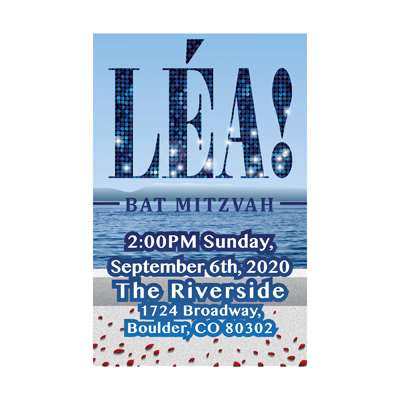 LÉA!
BAT MITZVAH
2:00PM Sunday,
September 6th, 2020
The Riverside
1724 Broadway,
Boulder, CO 80302